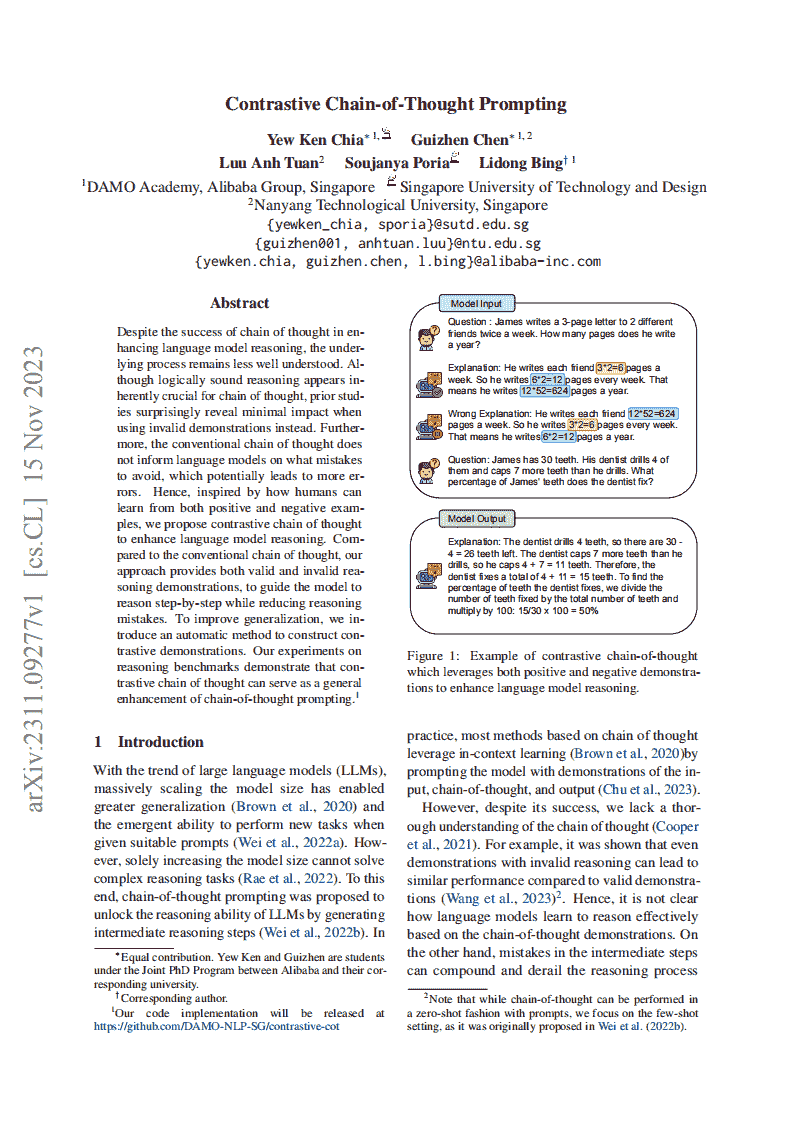 Contrastive Chain-of-Thought Prompting
Yew Ken Chia* 1, Guizhen Chen* 1, 2
Luu Anh Tuan2 Soujanya Poria Lidong Bing† 1
1DAMO Academy, Alibaba Group, Singapore Singapore University of Technology and Design
2Nanyang Technological University, Singapore
{yewken_chia, sporia}@sutd.edu.sg
{guizhen001, anhtuan.luu}@ntu.edu.sg
{yewken.chia, guizhen.chen, l.bing}@alibaba-inc.com
arXiv:2311.09277v1 [cs.CL] 15 Nov 2023
Abstract
Despite the success of chain of thought in en-
hancing language model reasoning, the under-
lying process remains less well understood. Al-
though logically sound reasoning appears in-
herently crucial for chain of thought, prior stud-
ies surprisingly reveal minimal impact when
using invalid demonstrations instead. Further-
more, the conventional chain of thought does
not inform language models on what mistakes
to avoid, which potentially leads to more er-
rors. Hence, inspired by how humans can
learn from both positive and negative exam-
ples, we propose contrastive chain of thought
to enhance language model reasoning. Com-
pared to the conventional chain of thought, our
approach provides both valid and invalid rea-
soning demonstrations, to guide the model to
reason step-by-step while reducing reasoning
mistakes. To improve generalization, we in-
troduce an automatic method to construct con-
trastive demonstrations. Our experiments on
reasoning benchmarks demonstrate that con-
trastive chain of thought can serve as a general
enhancement of chain-of-thought prompting.1
1 Introduction
With the trend of large language models (LLMs),
massively scaling the model size has enabled
greater generalization (Brown et al., 2020) and
the emergent ability to perform new tasks when
given suitable prompts (Wei et al., 2022a). How-
ever, solely increasing the model size cannot solve
complex reasoning tasks (Rae et al., 2022). To this
end, chain-of-thought prompting was proposed to
unlock the reasoning ability of LLMs by generating
intermediate reasoning steps (Wei et al., 2022b). In
*Equal contribution. Yew Ken and Guizhen are students
under the Joint PhD Program between Alibaba and their cor-
responding university.
†Corresponding author.
1Our code implementation will be released at
https://github.com/DAMO-NLP-SG/contrastive-cot
Model Input
Question : James writes a 3-page letter to 2 different
friends twice a week. How many pages does he write
a year?
Explanation: He writes each friend 3*2=6 pages a
week. So he writes 6*2=12 pages every week. That
means he writes 12*52=624 pages a year.
Wrong Explanation: He writes each friend 12*52=624
pages a week. So he writes 3*2=6 pages every week.
That means he writes 6*2=12 pages a year.
Question: James has 30 teeth. His dentist drills 4 of
them and caps 7 more teeth than he drills. What
percentage of James' teeth does the dentist fix?
Model Output
Explanation: The dentist drills 4 teeth, so there are 30 -
4 = 26 teeth left. The dentist caps 7 more teeth than he
drills, so he caps 4 + 7 = 11 teeth. Therefore, the
dentist fixes a total of 4 + 11 = 15 teeth. To find the
percentage of teeth the dentist fixes, we divide the
number of teeth fixed by the total number of teeth and
multiply by 100: 15/30 x 100 = 50%
Figure 1: Example of contrastive chain-of-thought
which leverages both positive and negative demonstra-
tions to enhance language model reasoning.
practice, most methods based on chain of thought
leverage in-context learning (Brown et al., 2020)by
prompting the model with demonstrations of the in-
put, chain-of-thought, and output (Chu et al., 2023).
However, despite its success, we lack a thor-
ough understanding of the chain of thought (Cooper
et al., 2021). For example, it was shown that even
demonstrations with invalid reasoning can lead to
similar performance compared to valid demonstra-
tions (Wang et al., 2023)2. Hence, it is not clear
how language models learn to reason effectively
based on the chain-of-thought demonstrations. On
the other hand, mistakes in the intermediate steps
can compound and derail the reasoning process
2Note that while chain-of-thought can be performed in
a zero-shot fashion with prompts, we focus on the few-shot
setting, as it was originally proposed in Wei et al. (2022b).